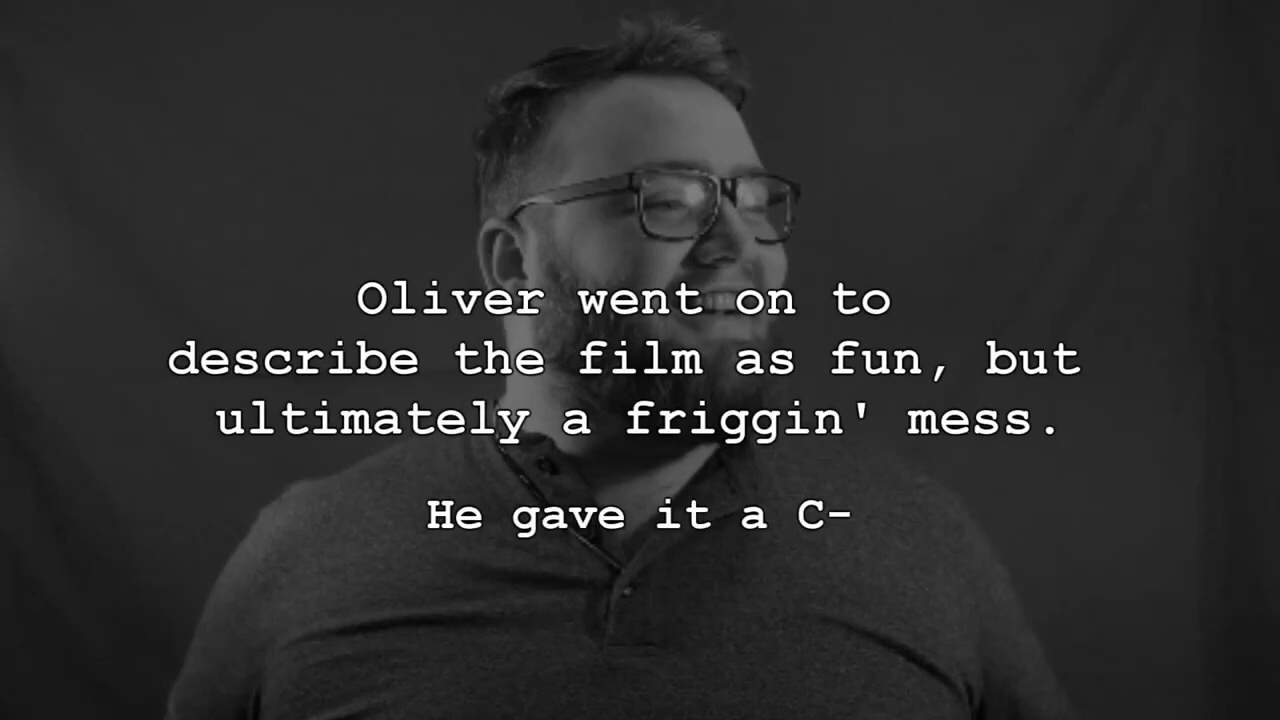 Oliver went on to
describe the film as fun, but
ultimately a friggin' mess.
He gave it a C-